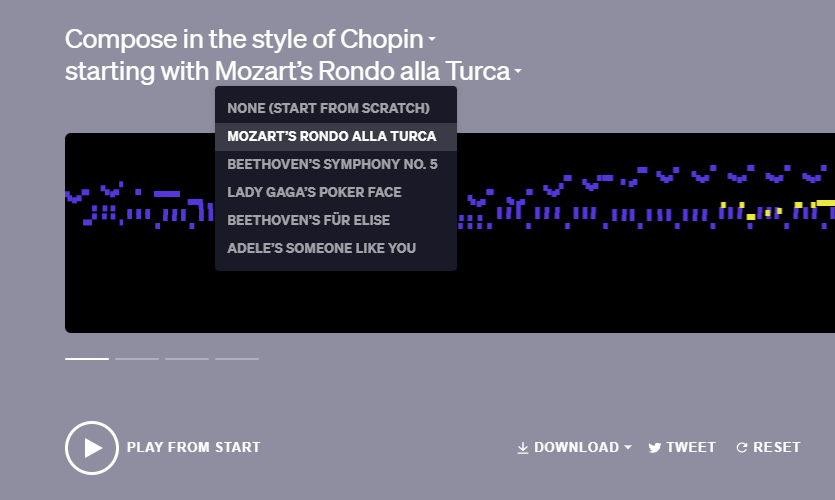 Compose in the style of Chopin
starting with Mozart's Rondo alla Turca
NONE (START FROM SCRATCH)
MOZART'S RONDO ALLA TURCA
BEETHOVEN'S SYMPHONY NO. 5
LADY GAGA'S POKER FACE
BEETHOVEN'S FÜR ELISE
ADELE'S SOMEONE LIKE YOU
PLAY FROM START
DOWNLOAD
TWEET
RESET